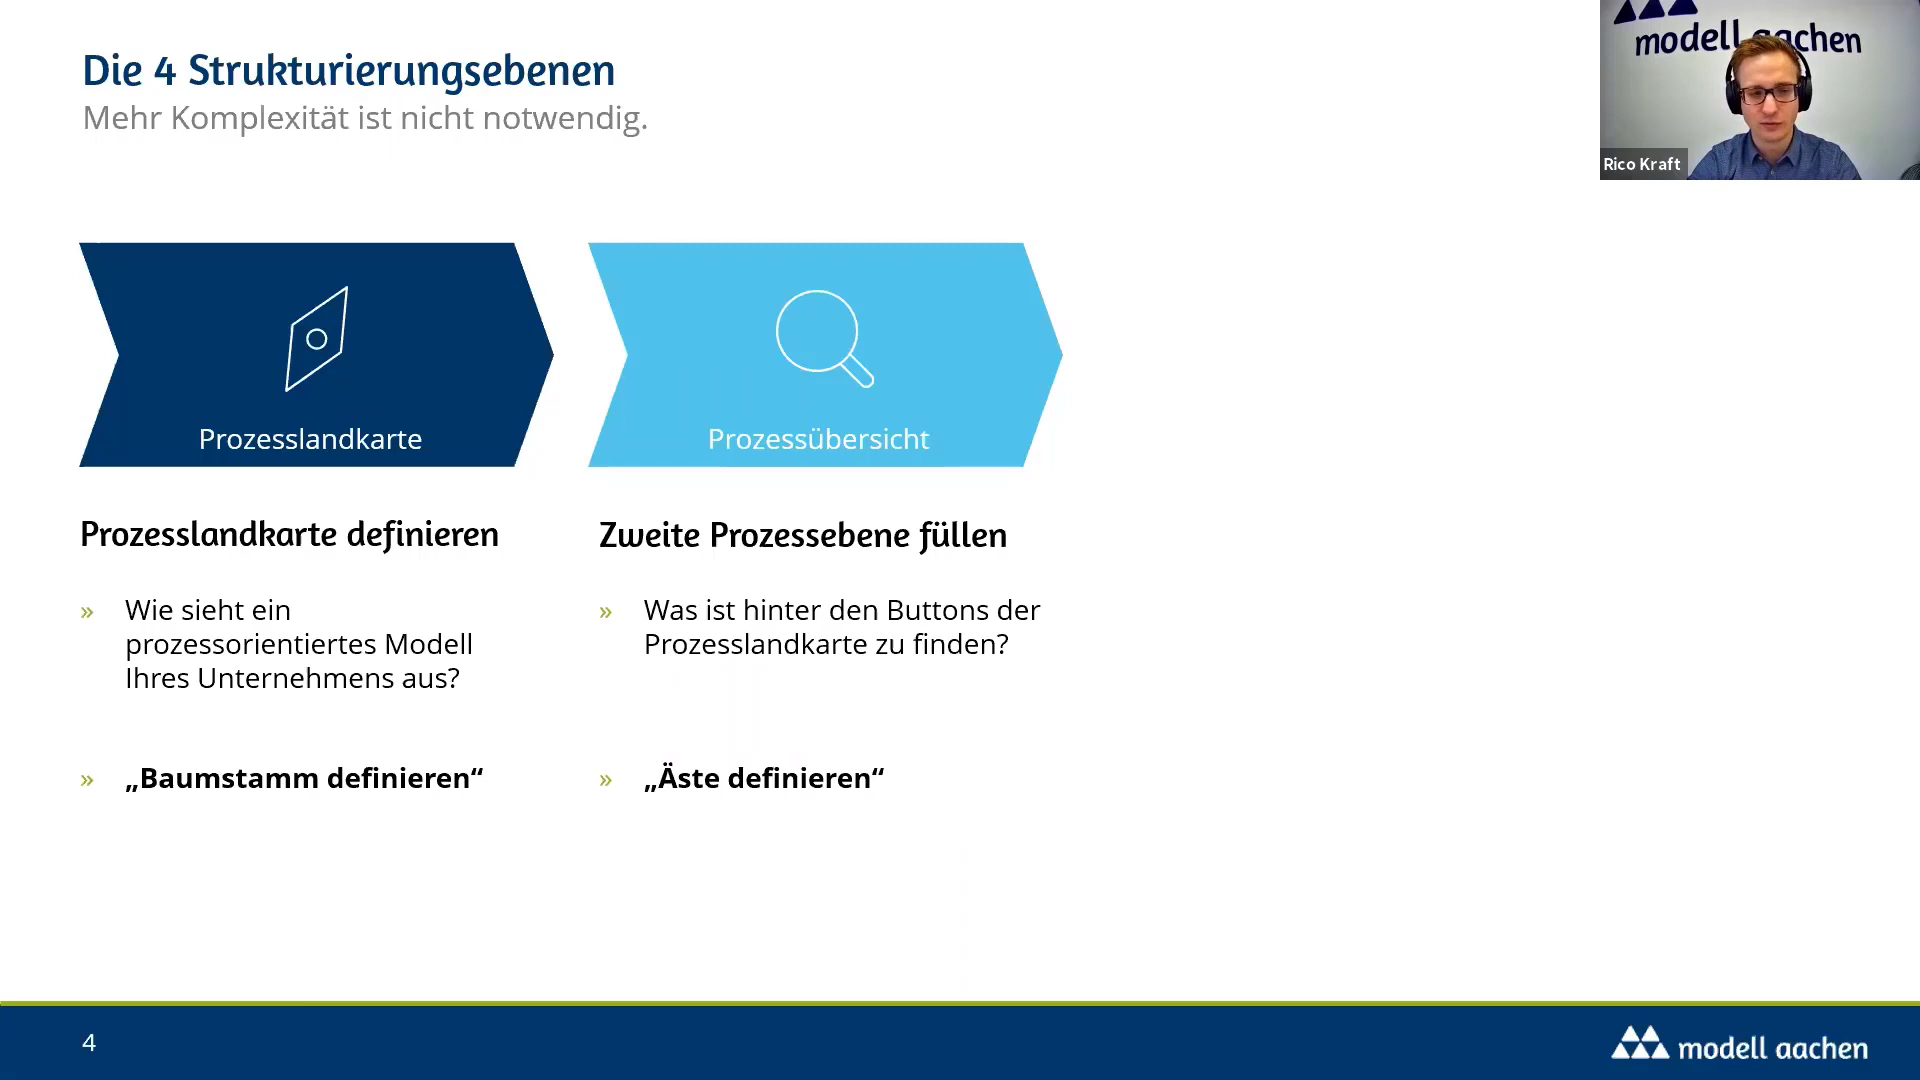 Die 4 Strukturierungsebenen
Mehr Komplexität ist nicht notwendig.
modell aachen
Rico Kraft
Prozesslandkarte
Prozessübersicht
Prozesslandkarte definieren
» Wie sieht ein
prozessorientiertes Modell
Ihres Unternehmens aus?
» „Baumstamm definieren“
Zweite Prozessebene füllen
» Was ist hinter den Buttons der
Prozesslandkarte zu finden?
» „Äste definieren“
4
modell aachen